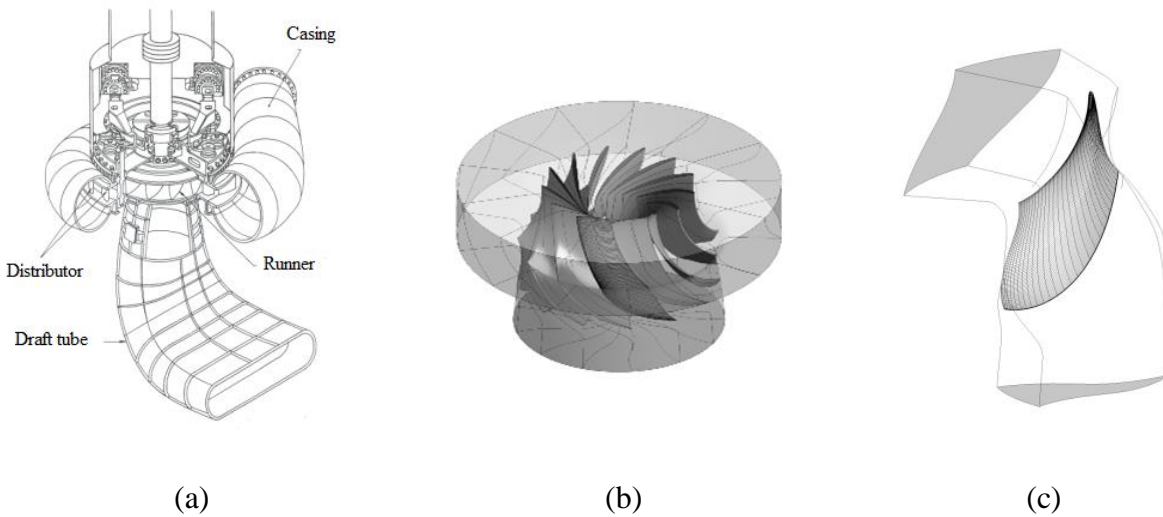 Casing
Distributor
Runner
Draft tube
(a)
(b)
(c)